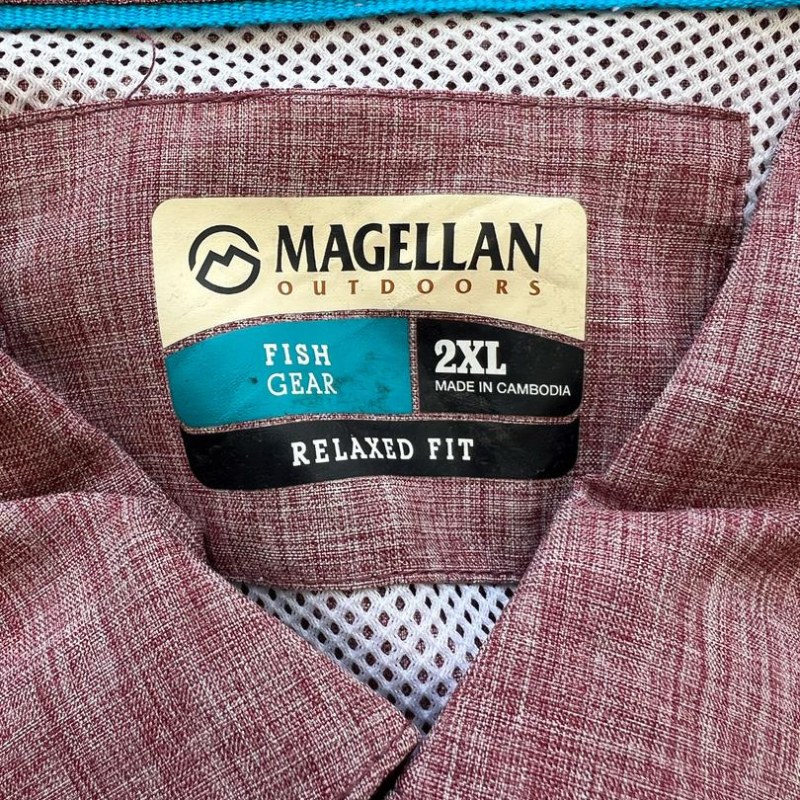 MAGELLAN
OUTDOORS
FISH
GEAR
2XL
MADE IN CAMBODIA
RELAXED FIT